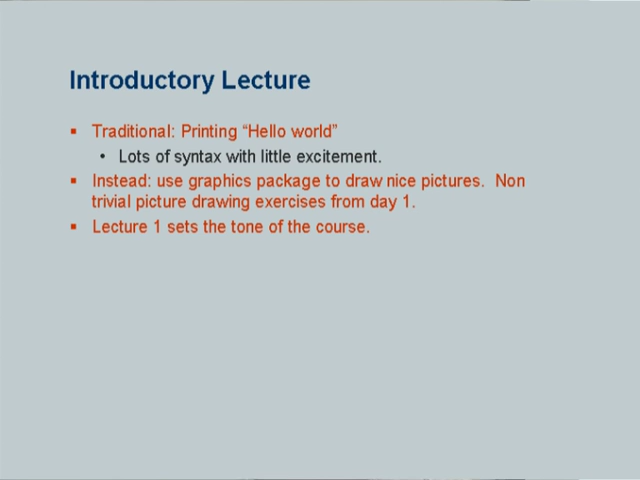 Introductory Lecture
▪ Traditional: Printing “Hello world”
• Lots of syntax with little excitement.
▪ Instead: use graphics package to draw nice pictures. Non
trivial picture drawing exercises from day 1.
▪ Lecture 1 sets the tone of the course.